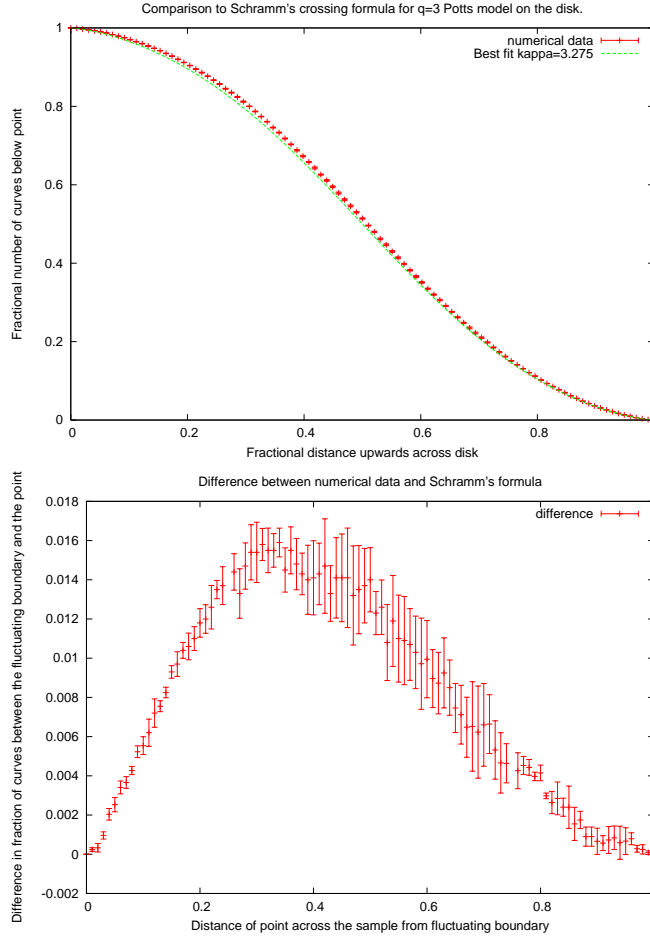 Comparison to Schramm's crossing formula for q=3 Potts model on the disk.
1
numerical data
Best fit kappa=3.275
0.8
0.6
0.4
0.2
0
Fractional number of curves below point
0 0.2 0.4 0.6 0.8
Fractional distance upwards across disk
Difference between numerical data and Schramm's formula
0.018
difference
0.016
0.014
0.012
0.01
0.008
0.006
0.004
0.002
0
-0.002
Difference in fraction of curves between the fluctuating boundary and the point
0 0.2 0.4 0.6 0.8
Distance of point across the sample from fluctuating boundary